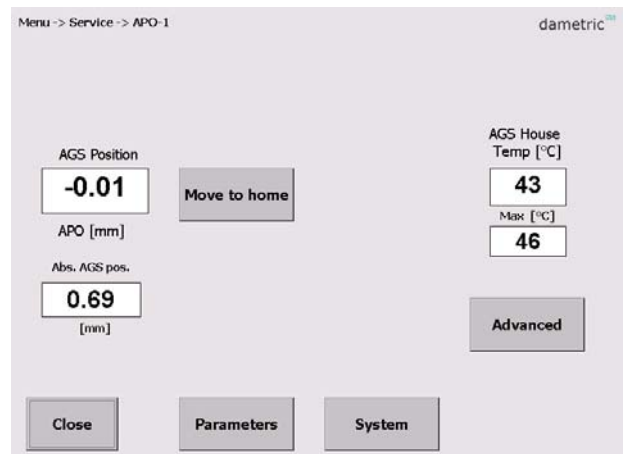 Menu -> Service -> APO-1
dametric
AGS Position
-0.01
APO [mm]
Move to home
Abs. AGS pos.
0.69
[mm]
AGS House
Temp [°C]
43
Max [°C]
46
Advanced
Close
Parameters
System